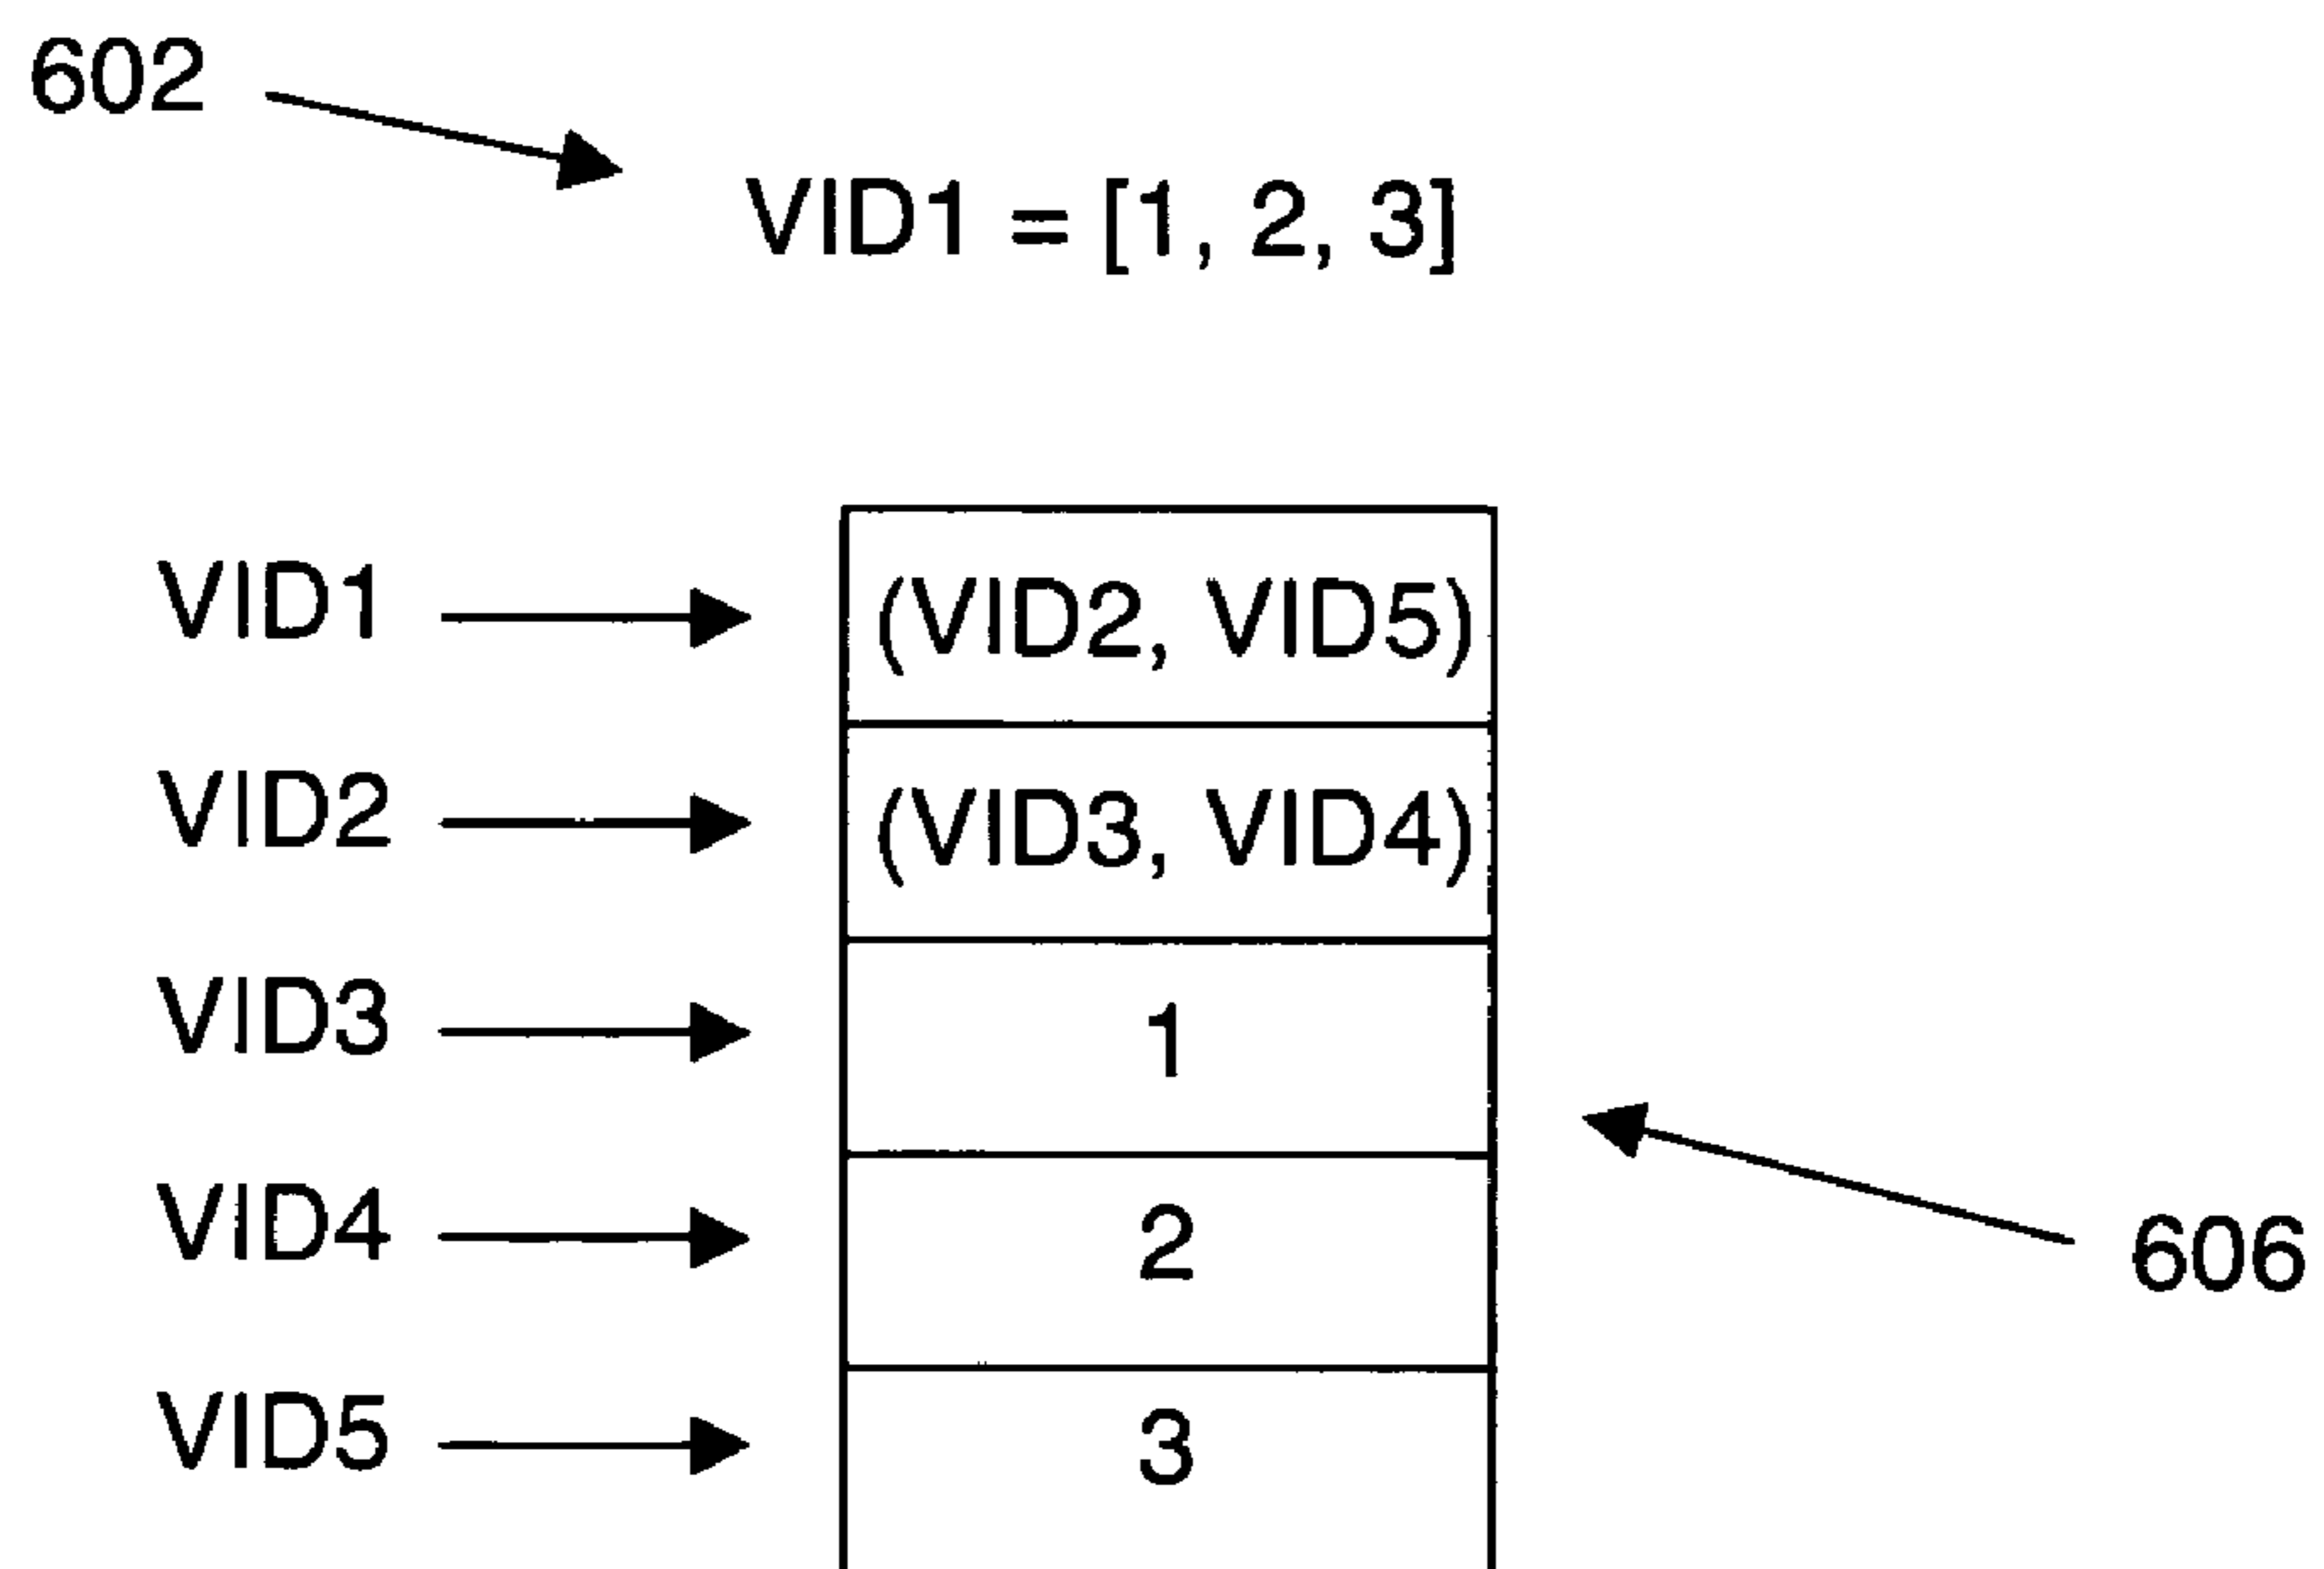 602
VID1 = [1, 2, 3]
VID1 (VID2, VID5)
VID2 (VID3, VID4)
VID3 1
VID4 2
606
VID5 3